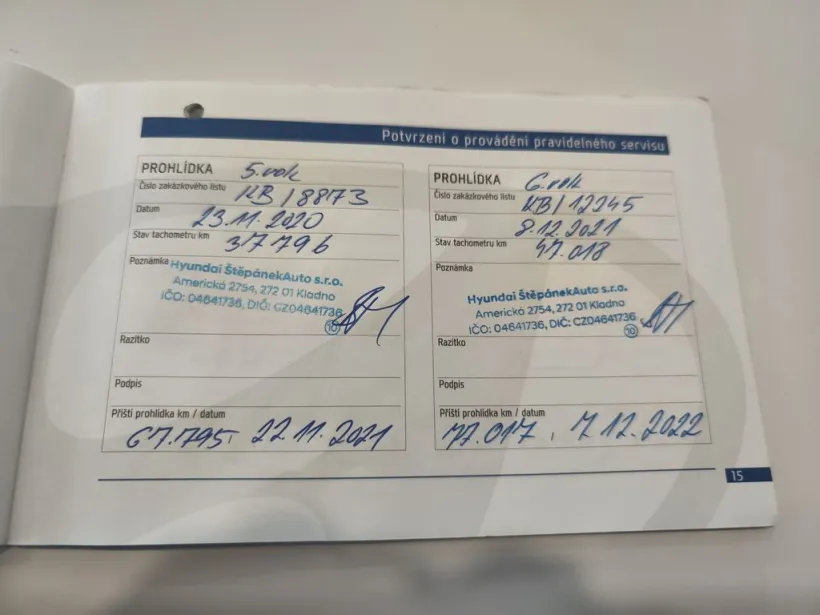 Potvrzení o provádění pravidelného servisu
PROHLÍDKA 5.rok
Číslo zakázkového listu KB/8873
Datum 23.11.2020
Stav tachometru km 37.796
Poznámka
Hyundai ŠtěpánekAuto s.r.o.
Americká 2754, 272 01 Kladno
IČO: 04641736, DIČ: CZ04641736
10
Razítko
Podpis
Příští prohlídka km / datum
67.795, 22.11.2021
PROHLÍDKA 6.rok
Číslo zakázkového listu KB/12245
Datum 8.12.2021
Stav tachometru km 47.018
Poznámka
Hyundai ŠtěpánekAuto s.r.o.
Americká 2754, 272 01 Kladno
IČO: 04641736, DIČ: CZ04641736
10
Razítko
Podpis
Příští prohlídka km / datum
77.017, 7.12.2022
15